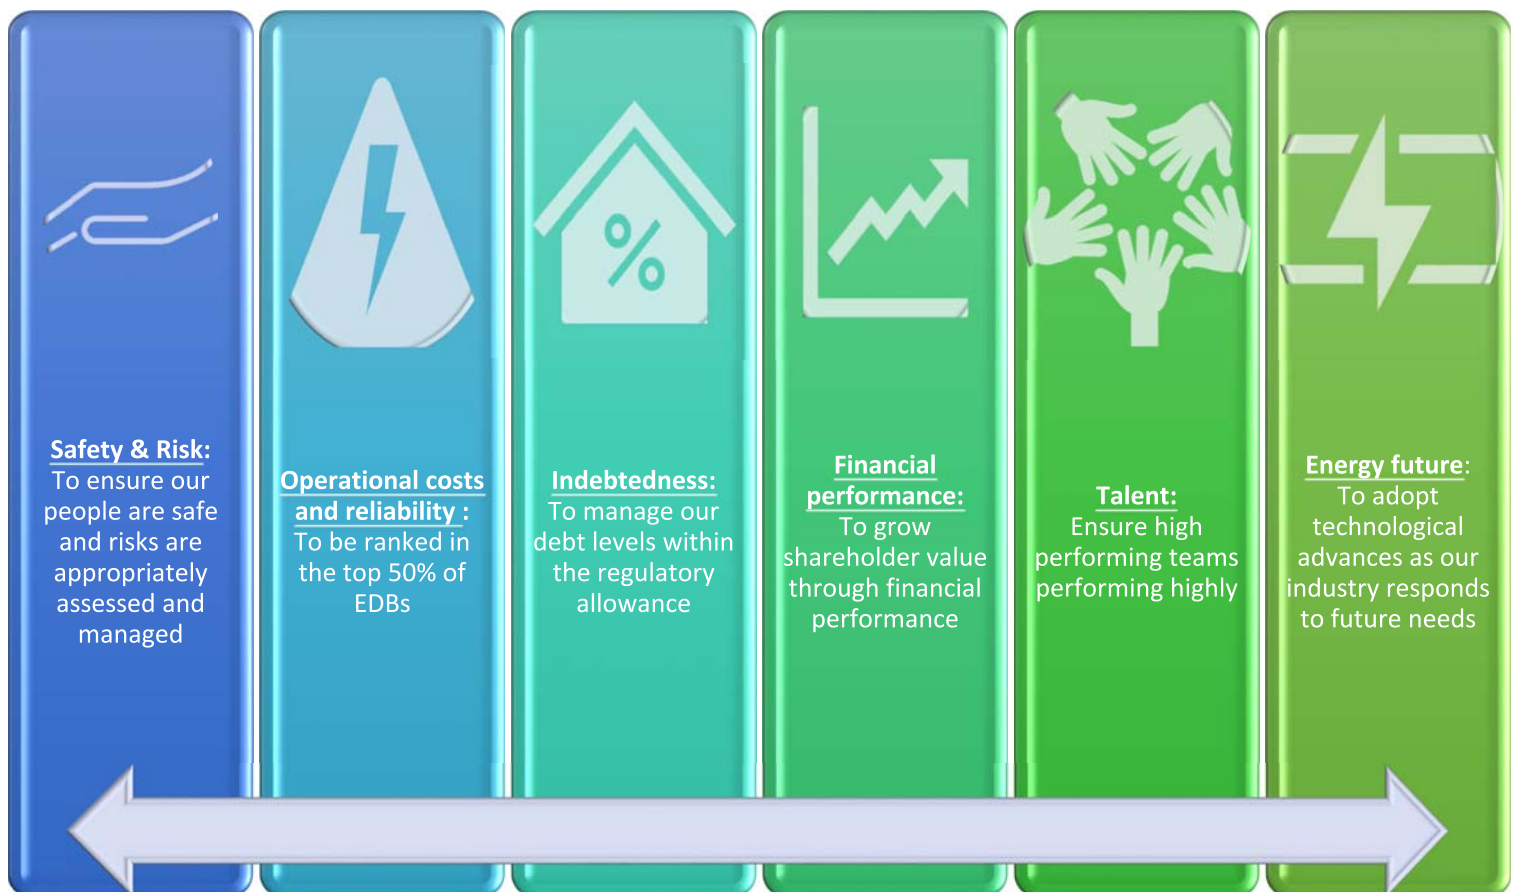 Safety & Risk:
To ensure our
people are safe
and risks are
appropriately
assessed and
managed
Operational costs
and reliability :
To be ranked in
the top 50% of
EDBs
Indebtedness:
To manage our
debt levels within
the regulatory
allowance
Financial
performance:
To grow
shareholder value
through financial
performance
Talent:
Ensure high
performing teams
performing highly
Energy future:
To adopt
technological
advances as our
industry responds
to future needs
%